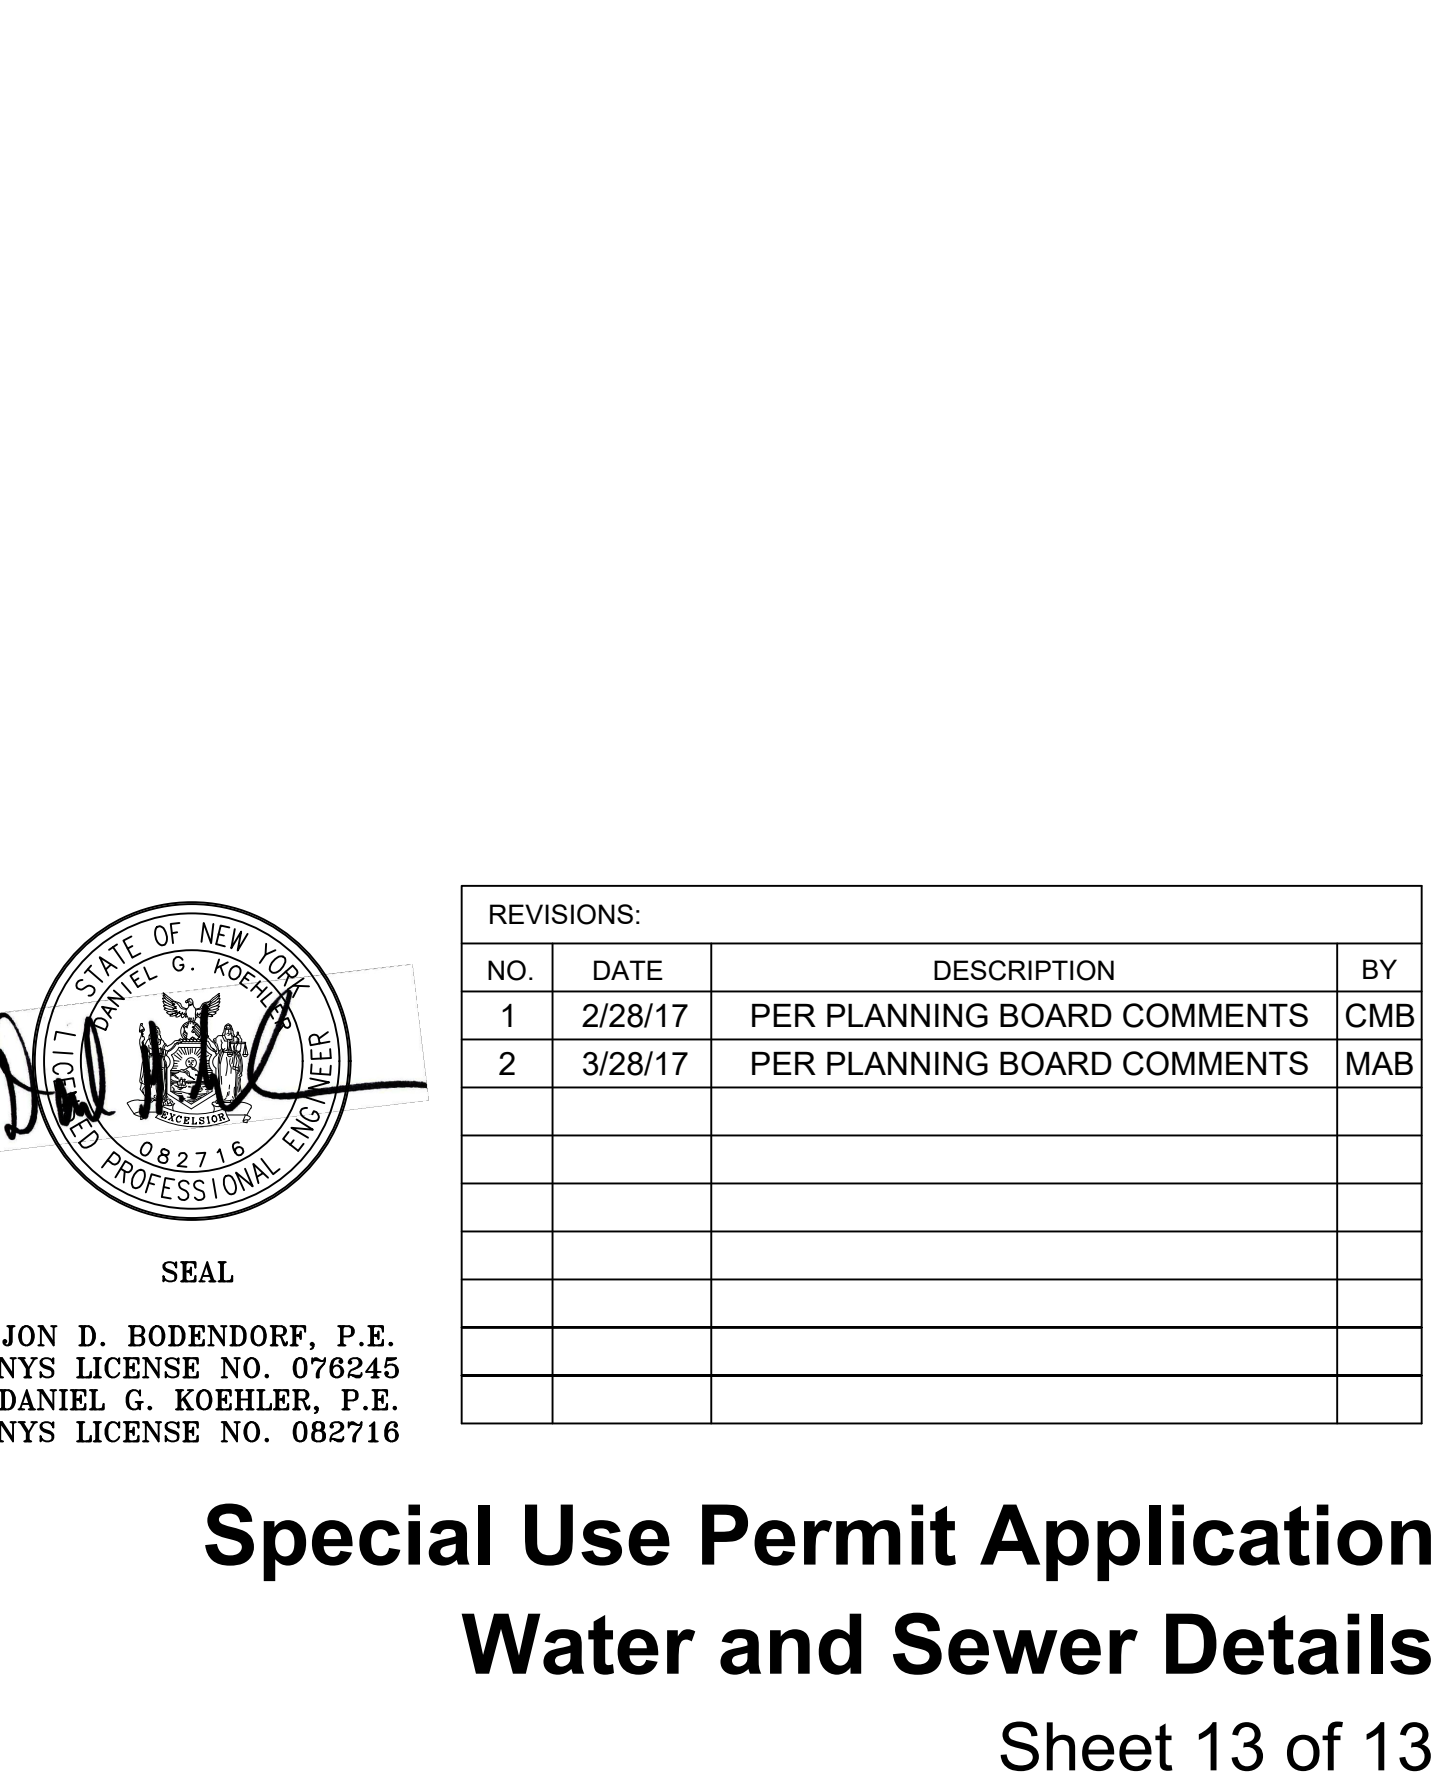 STATE OF NEW YORK
DANIEL G. KOEHLER
EXCELSIOR
082716
LICENSED PROFESSIONAL ENGINEER
SEAL
JON D. BODENDORF, P.E.
NYS LICENSE NO. 076245
DANIEL G. KOEHLER, P.E.
NYS LICENSE NO. 082716
REVISIONS:
NO. DATE DESCRIPTION BY
1 2/28/17 PER PLANNING BOARD COMMENTS CMB
2 3/28/17 PER PLANNING BOARD COMMENTS MAB
Special Use Permit Application
Water and Sewer Details
Sheet 13 of 13